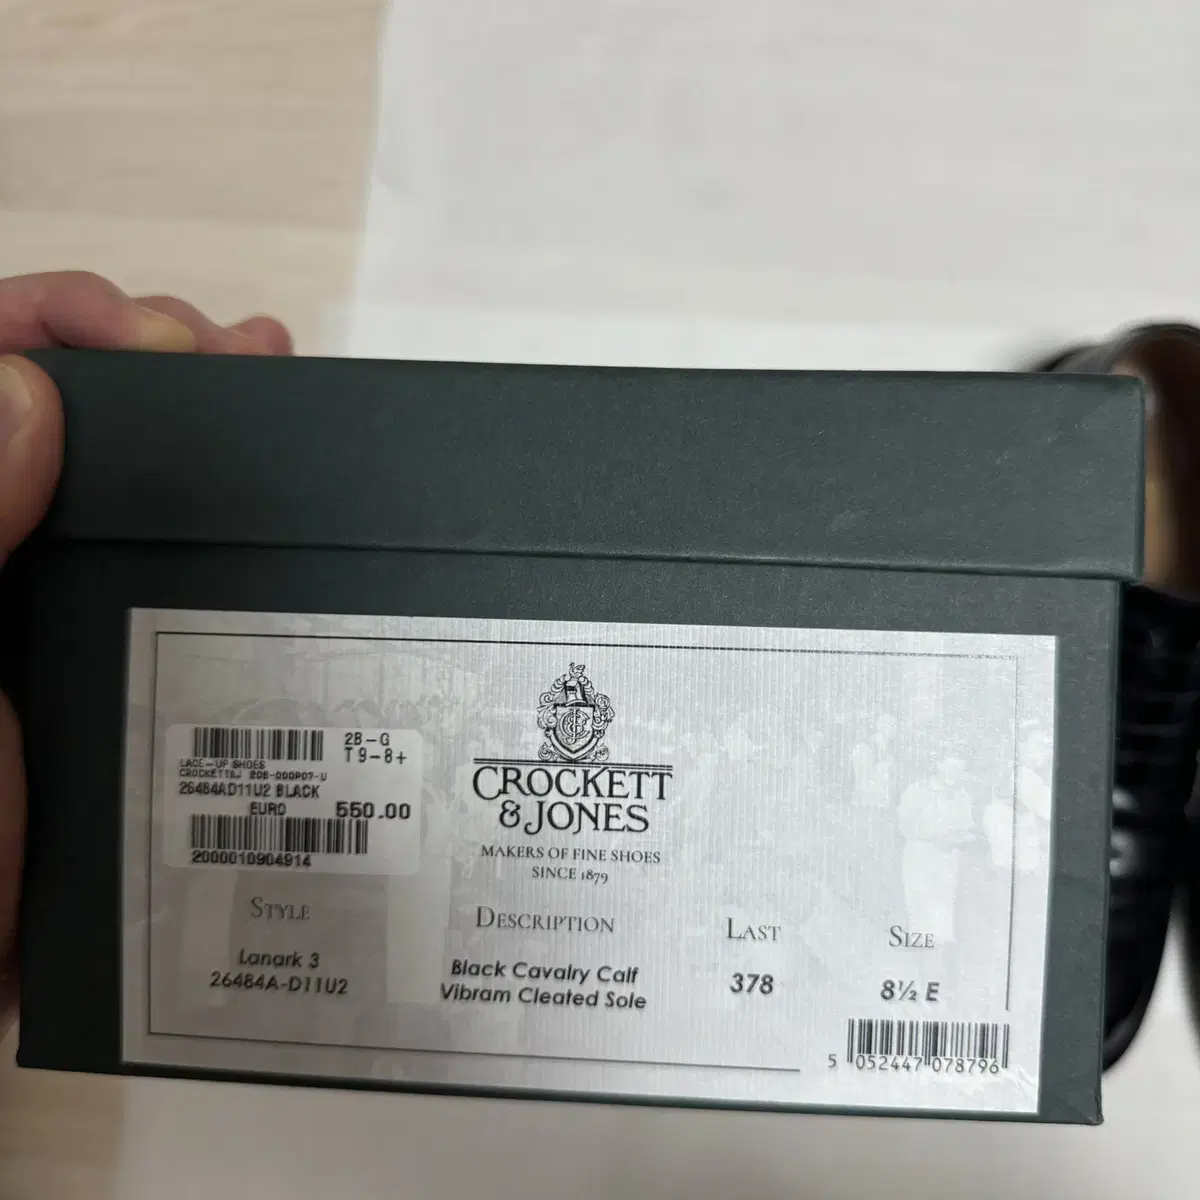 2B-G
T 9-8+
LACE-UP SHOES
26484AD11U2 BLACK
EURO 550.00
2000010904914
CROCKETT
& JONES
MAKERS OF FINE SHOES
SINCE 1879
STYLE
Lanark 3
26484A-D11U2
DESCRIPTION
Black Cavalry Calf
Vibram Cleated Sole
LAST
378
SIZE
8½ E
5 052447 078796